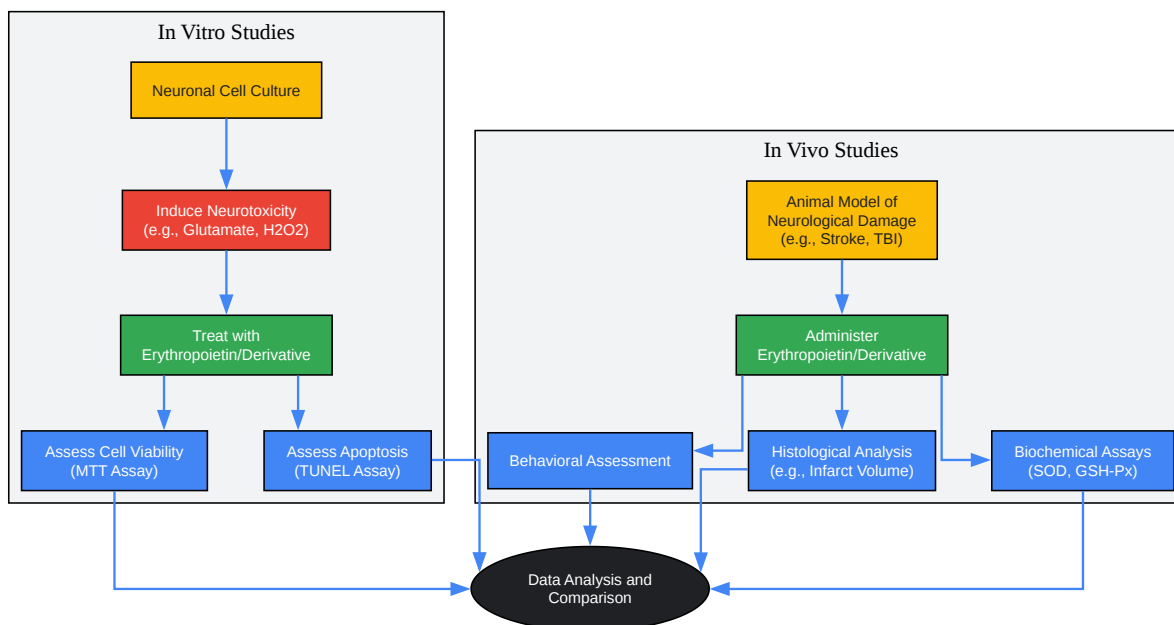 In Vitro Studies
Neuronal Cell Culture
Induce Neurotoxicity
(e.g., Glutamate, H2O2)
Treat with
Erythropoietin/Derivative
Assess Cell Viability
(MTT Assay)
Assess Apoptosis
(TUNEL Assay)
In Vivo Studies
Animal Model of
Neurological Damage
(e.g., Stroke, TBI)
Administer
Erythropoietin/Derivative
Behavioral Assessment
Histological Analysis
(e.g., Infarct Volume)
Biochemical Assays
(SOD, GSH-Px)
Data Analysis and
Comparison